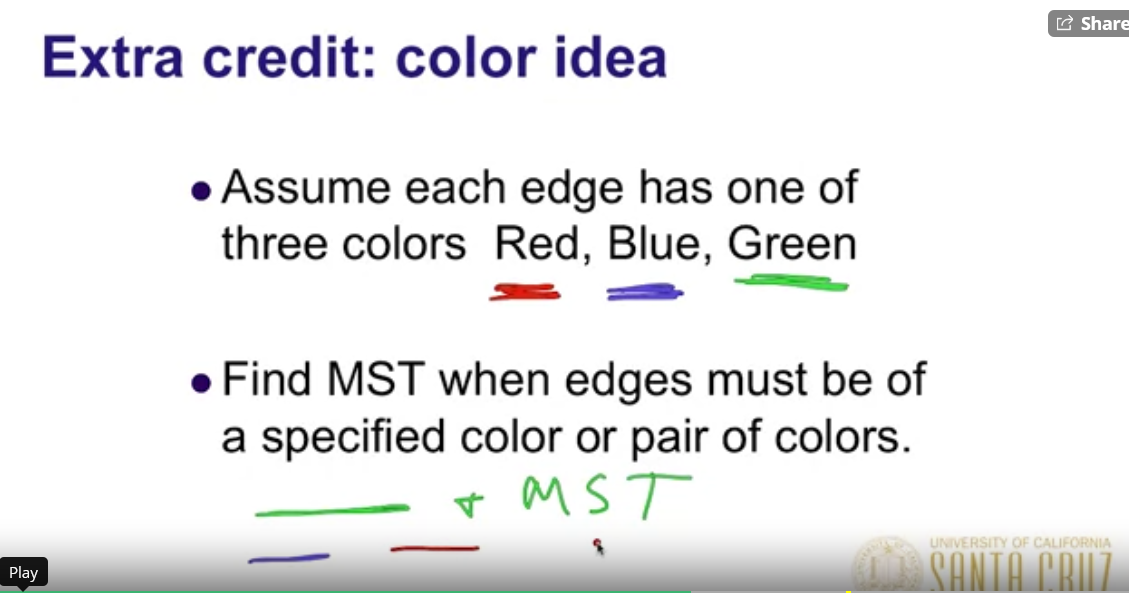 Share
Extra credit: color idea
Assume each edge has one of
three colors Red, Blue, Green
Find MST when edges must be of
a specified color or pair of colors.
MST
UNIVERSITY OF CALIFORNIA
SANTA CRUZ
Play